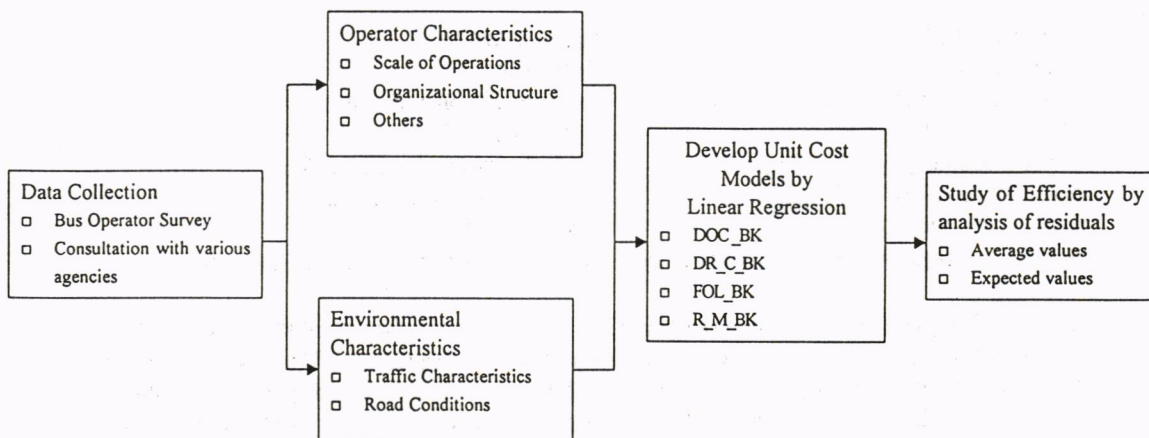 Data Collection
□ Bus Operator Survey
□ Consultation with various
agencies
Operator Characteristics
□ Scale of Operations
□ Organizational Structure
□ Others
Environmental
Characteristics
□ Traffic Characteristics
□ Road Conditions
Develop Unit Cost
Models by
Linear Regression
□ DOC_BK
□ DR_C_BK
□ FOL_BK
□ R_M_BK
Study of Efficiency by
analysis of residuals
□ Average values
□ Expected values